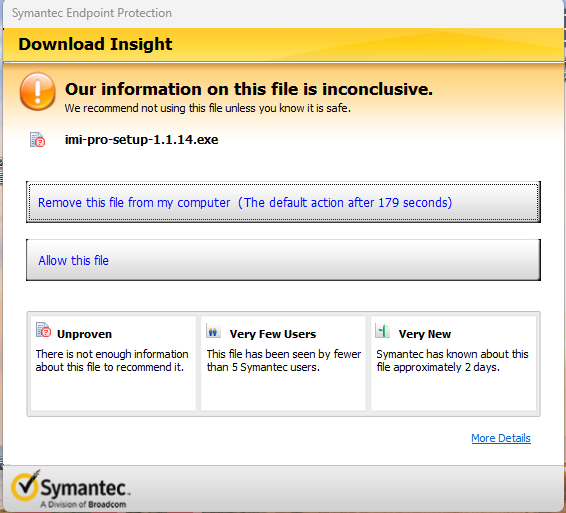 Symantec Endpoint Protection
Download Insight
Our information on this file is inconclusive.
We recommend not using this file unless you know it is safe.
imi-pro-setup-1.1.14.exe
Remove this file from my computer (The default action after 179 seconds)
Allow this file
Unproven
There is not enough information
about this file to recommend it.
Very Few Users
This file has been seen by fewer
than 5 Symantec users.
Very New
Symantec has known about this
file approximately 2 days.
More Details
Symantec.
A Division of Broadcom